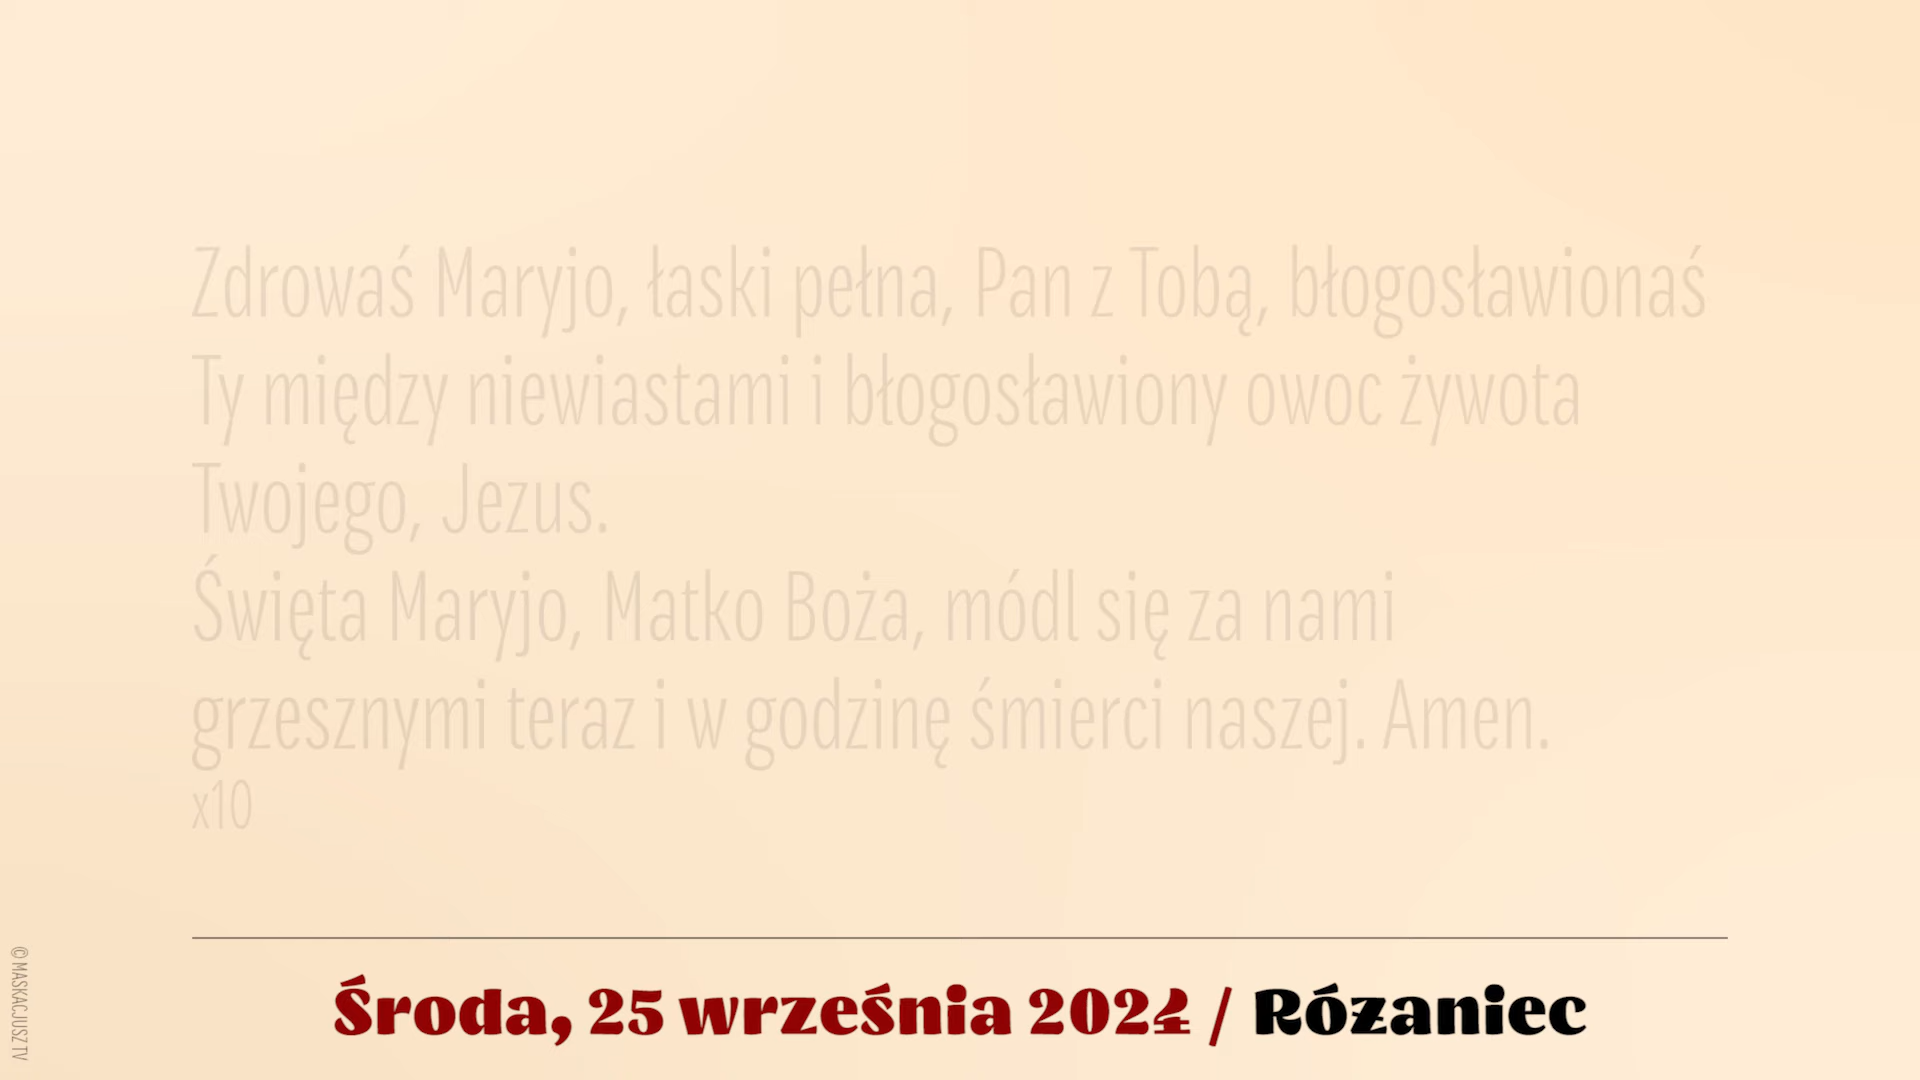 Zdrowaś Maryjo, łaski pełna, Pan z Tobą, błogosławionaś
Ty między niewiastami i błogosławiony owoc żywota
Twojego, Jezus.
Święta Maryjo, Matko Boża, módl się za nami
grzesznymi teraz i w godzinę śmierci naszej. Amen.
x10
Środa, 25 września 2024 / Różaniec
© MASKACJUSZ TV